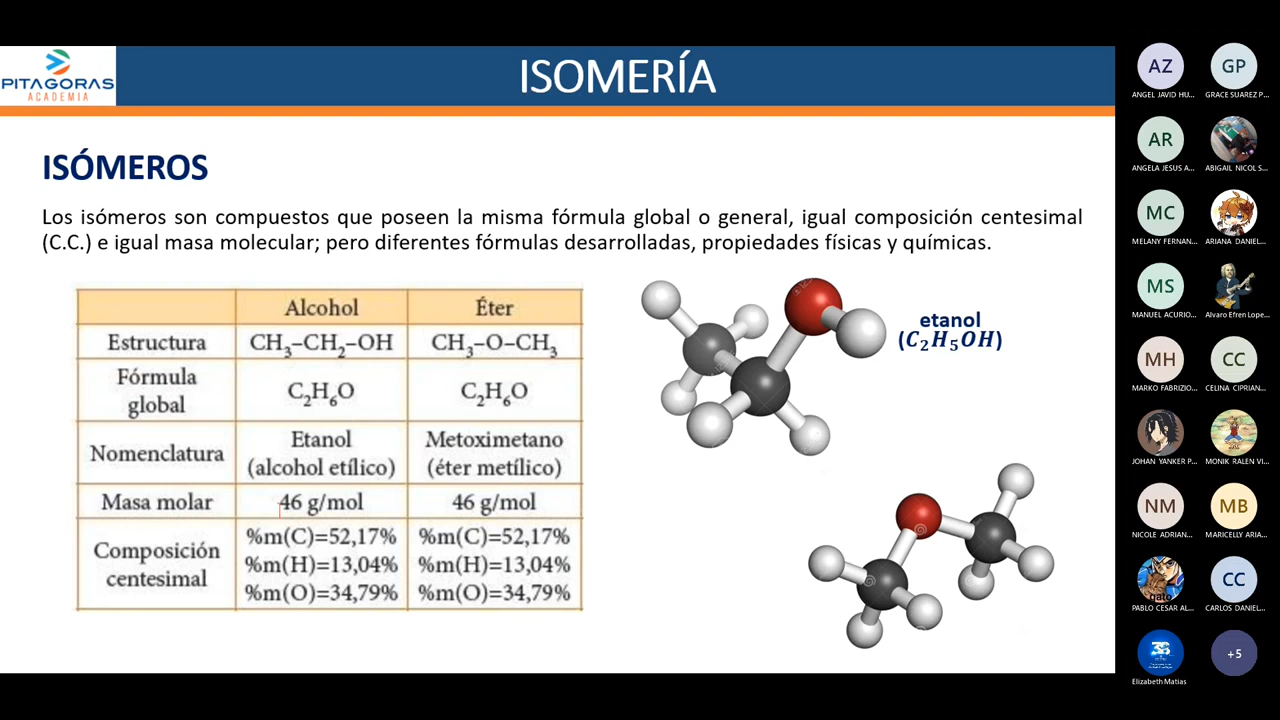 PITAGORAS
ACADEMIA
ISOMERÍA
ISÓMEROS
Los isómeros son compuestos que poseen la misma fórmula global o general, igual composición centesimal
(C.C.) e igual masa molecular; pero diferentes fórmulas desarrolladas, propiedades físicas y químicas.
Alcohol Éter
Estructura CH₃–CH₂–OH CH₃–O–CH₃
Fórmula
global C₂H₆O C₂H₆O
Nomenclatura Etanol
(alcohol etílico) Metoximetano
(éter metílico)
Masa molar 46 g/mol 46 g/mol
Composición
centesimal
%m(C)=52,17% %m(C)=52,17%
%m(H)=13,04% %m(H)=13,04%
%m(O)=34,79% %m(O)=34,79%
etanol
(C₂H₅OH)
AZ GP
ANGEL JAVID HU... GRACE SUAREZ P...
AR
ANGELA JESUS A... ABIGAIL NICOL S...
MC
MELANY FERNAN... ARIANA DANIEL...
MS
MANUEL ACURIO... Alvaro Efren Lope...
MH CC
MARKO FABRIZIO... CELINA CIPRIAN...
JOHAN YANKER P... MONIK RALEN VI...
NM MB
NICOLE ADRIAN... MARICELLY ARIA...
gato CC
PABLO CESAR AL... CARLOS DANIEL...
+5
Elizabeth Matias